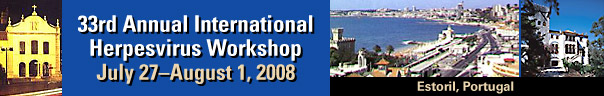 33rd Annual International
Herpesvirus Workshop
July 27–August 1, 2008
Estoril, Portugal